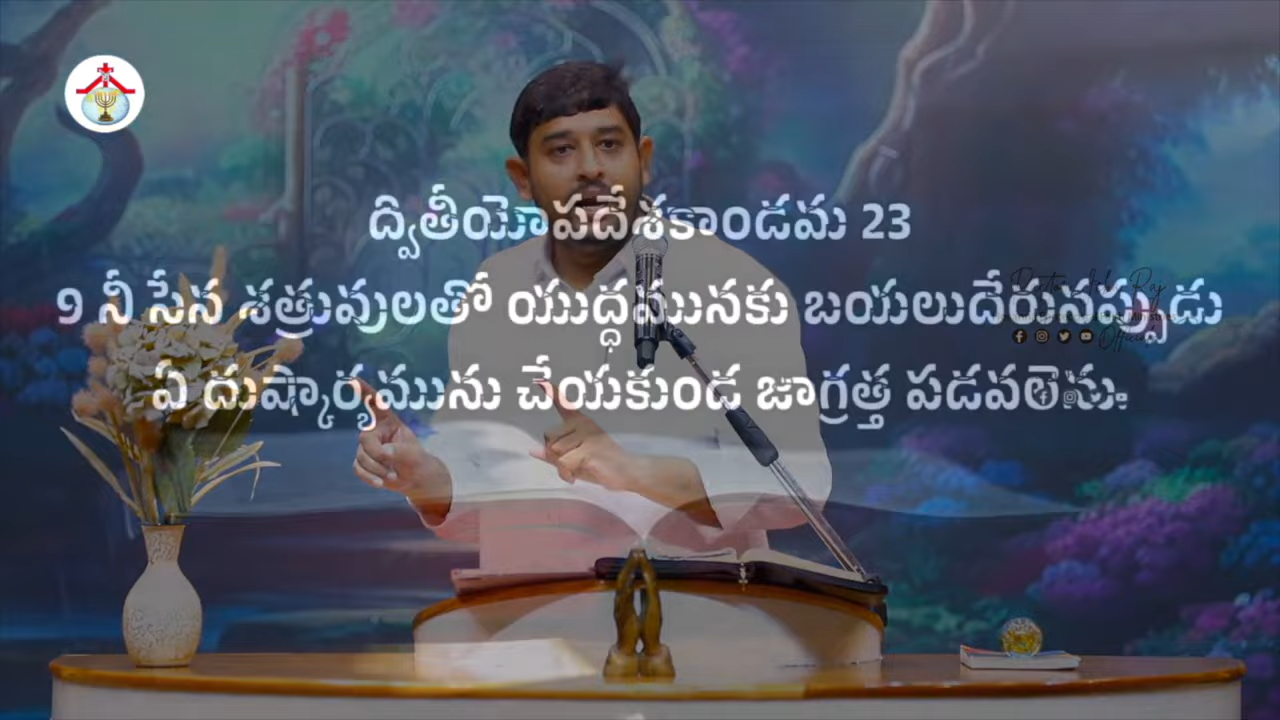 ద్వితీయోపదేశకాండమ 23
9 నీ సేన శత్రువులతో యుద్ధమునకు బయలుదేరునప్పుడు
ఏ దుష్కార్యమును చేయకుండ జాగ్రత్త పడవలెను.